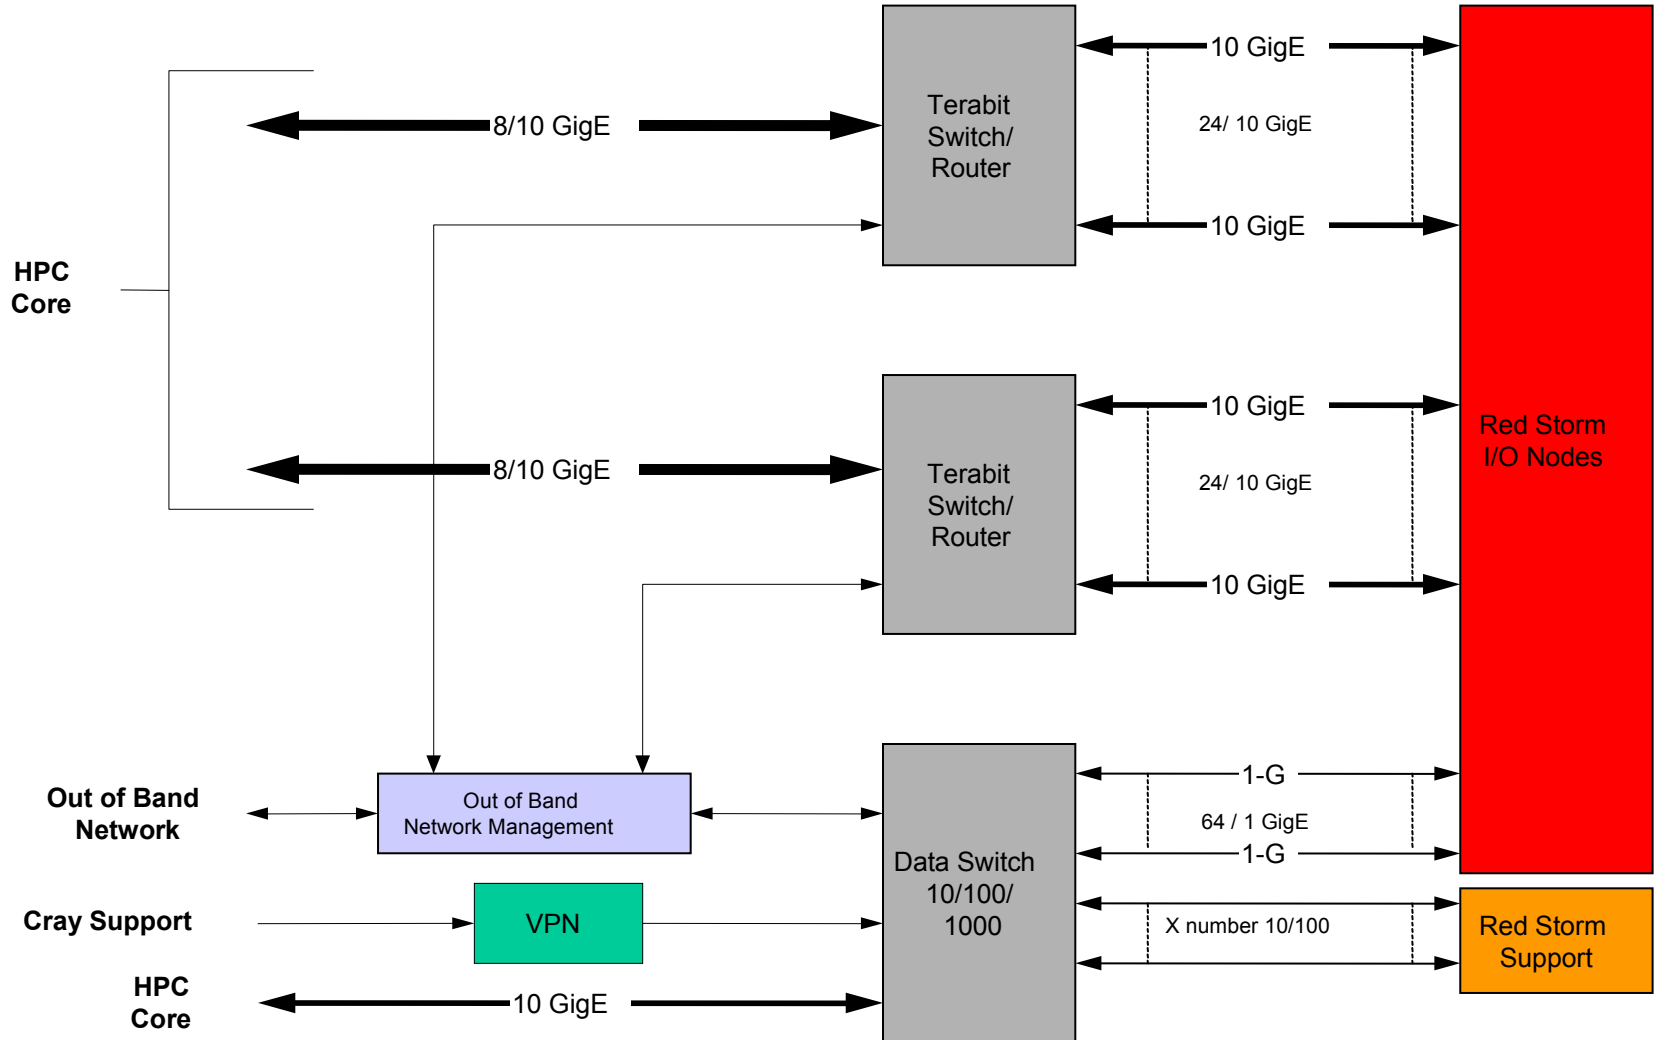 10 GigE
8/10 GigE
Terabit
Switch/
Router
24/ 10 GigE
10 GigE
HPC
Core
10 GigE
8/10 GigE
Terabit
Switch/
Router
24/ 10 GigE
10 GigE
Red Storm
I/O Nodes
Out of Band
Network
Out of Band
Network Management
1-G
64 / 1 GigE
1-G
Data Switch
10/100/
1000
Cray Support
VPN
X number 10/100
Red Storm
Support
HPC
Core
10 GigE